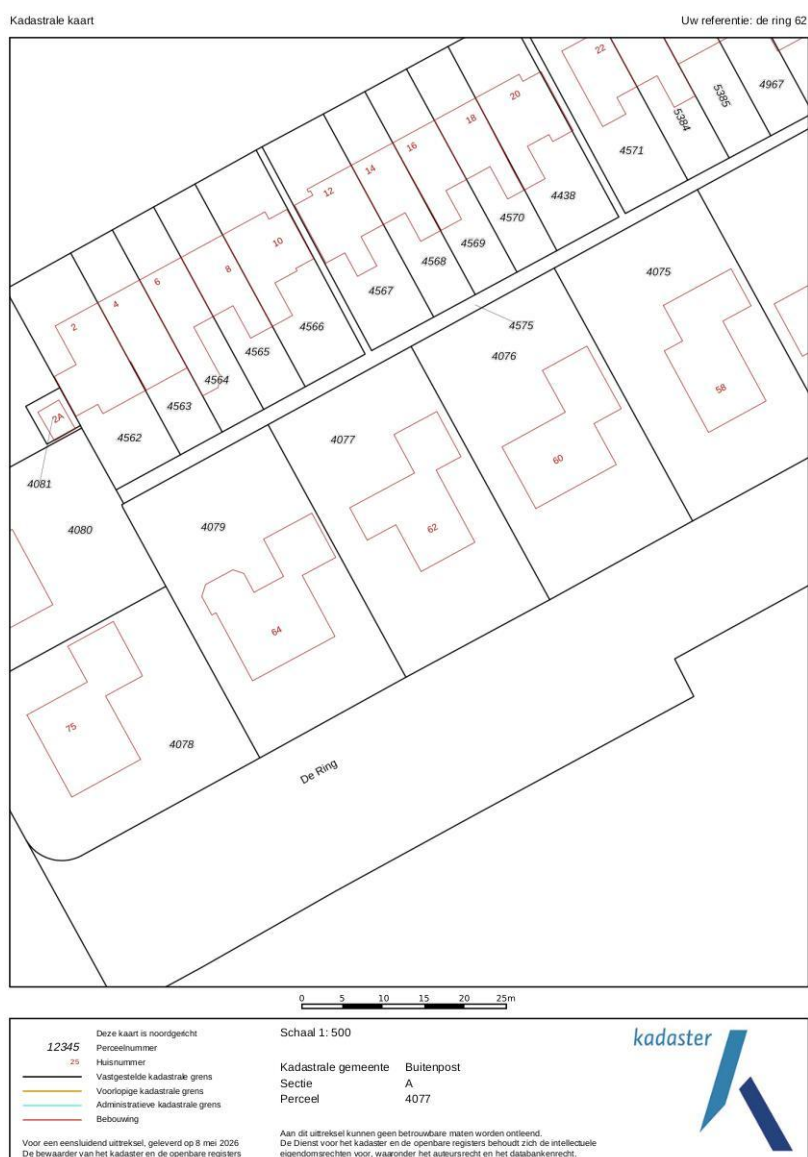 Kadastrale kaart
Uw referentie: de ring 62
22
5384
5385
4967
4571
20
18
16
14
12
4438
4570
4569
4568
4567
10
8
6
4
2
4566
4565
4564
4563
4562
2A
4081
4080
4575
4075
58
4076
60
4077
62
4079
64
75
4078
De Ring
0 5 10 15 20 25m
Deze kaart is noordgericht
12345 Perceelnummer
25 Huisnummer
Vastgestelde kadastrale grens
Voorlopige kadastrale grens
Administratieve kadastrale grens
Bebouwing
Voor een eensluidend uittreksel, geleverd op 8 mei 2026
De bewaarder van het kadaster en de openbare registers
Schaal 1: 500
Kadastrale gemeente Buitenpost
Sectie A
Perceel 4077
Aan dit uittreksel kunnen geen betrouwbare maten worden ontleend.
De Dienst voor het kadaster en de openbare registers behoudt zich de intellectuele
eigendomsrechten voor, waaronder het auteursrecht en het databankenrecht.
kadaster